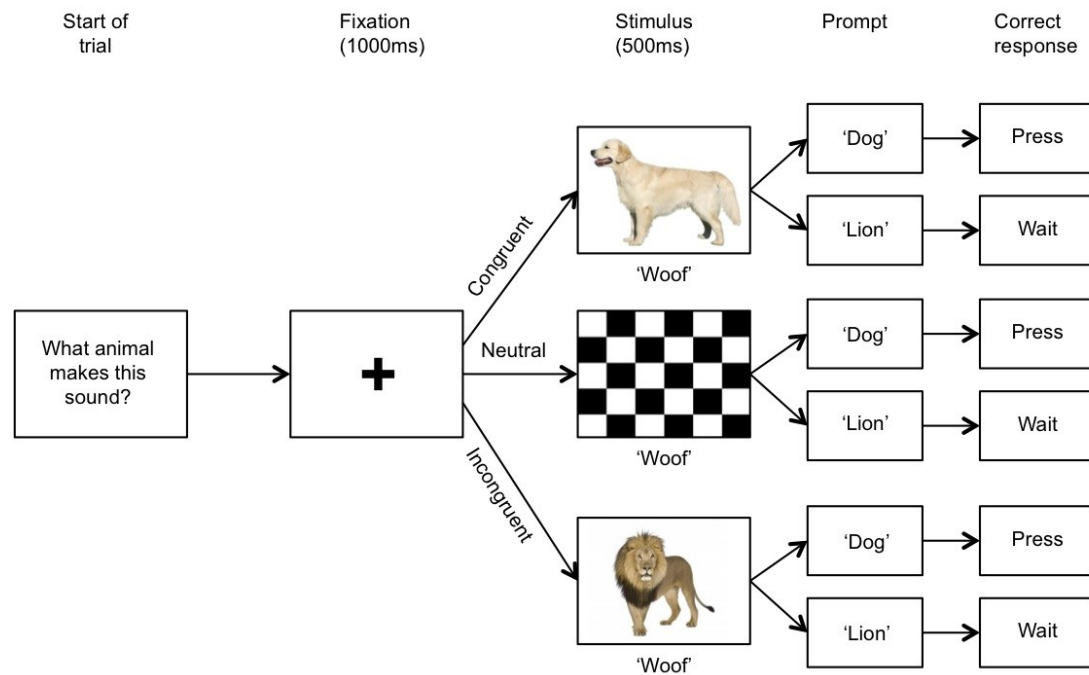 Start of
trial
Fixation
(1000ms)
Stimulus
(500ms)
Prompt
Correct
response
What animal
makes this
sound?
+
Congruent
Neutral
Incongruent
‘Woof’
‘Dog’
Press
‘Lion’
Wait
‘Woof’
‘Dog’
Press
‘Lion’
Wait
‘Woof’
‘Dog’
Press
‘Lion’
Wait